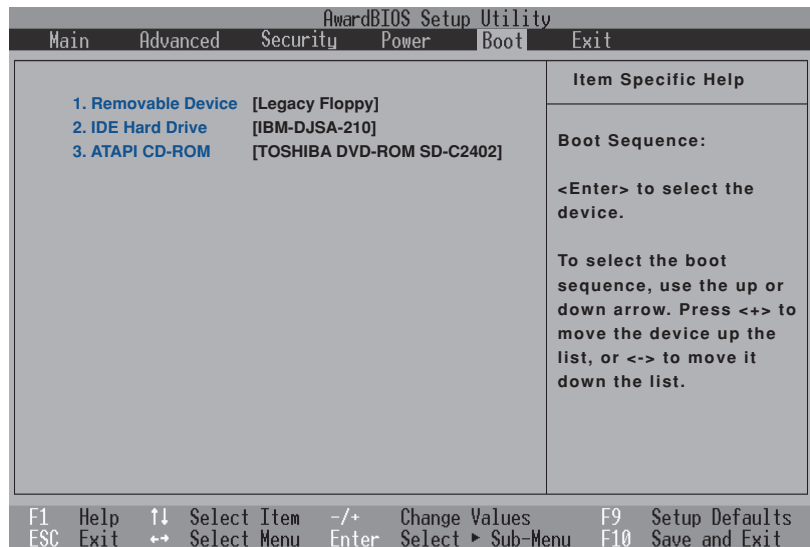 AwardBIOS Setup Utility
Main Advanced Security Power Boot Exit
1. Removable Device [Legacy Floppy]
2. IDE Hard Drive [IBM-DJSA-210]
3. ATAPI CD-ROM [TOSHIBA DVD-ROM SD-C2402]
Item Specific Help
Boot Sequence:
<Enter> to select the
device.
To select the boot
sequence, use the up or
down arrow. Press <+> to
move the device up the
list, or <-> to move it
down the list.
F1 Help ↑↓ Select Item -/+ Change Values F9 Setup Defaults
ESC Exit ←→ Select Menu Enter Select ► Sub-Menu F10 Save and Exit